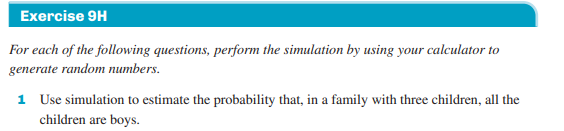 Exercise 9H
For each of the following questions, perform the simulation by using your calculator to
generate random numbers.
1 Use simulation to estimate the probability that, in a family with three children, all the
children are boys.